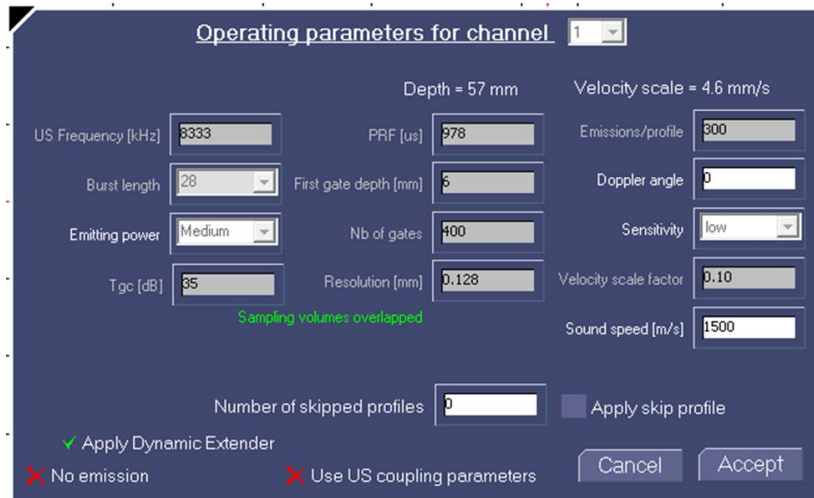 Operating parameters for channel 1
Depth = 57 mm Velocity scale = 4.6 mm/s
US Frequency [kHz] 8333 PRF [us] 978 Emissions/profile 300
Burst length 28 First gate depth [mm] 6 Doppler angle 0
Emitting power Medium Nb of gates 400 Sensitivity low
Tgc [dB] 35 Resolution [mm] 0.128 Velocity scale factor 0.10
Sampling volumes overlapped
Sound speed [m/s] 1500
Number of skipped profiles 0 Apply skip profile
Apply Dynamic Extender
No emission Use US coupling parameters Cancel Accept